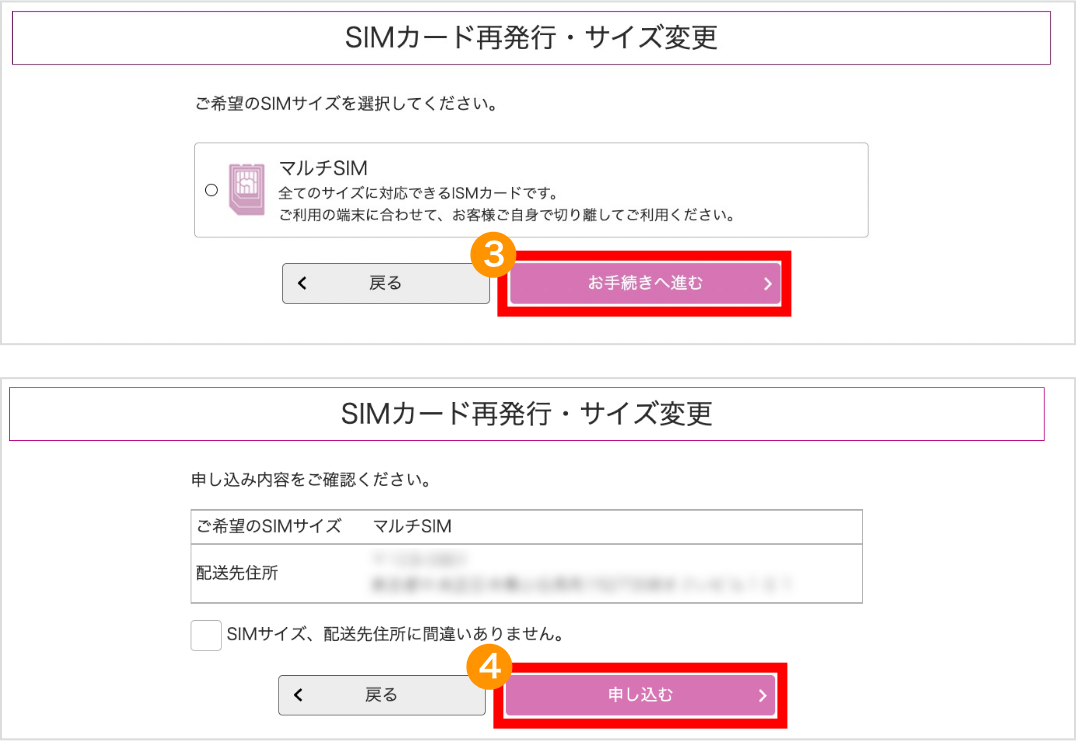 SIMカード再発行・サイズ変更
ご希望のSIMサイズを選択してください。
マルチSIM
全てのサイズに対応できるISMカードです。
ご利用の端末に合わせて、お客様ご自身で切り離してご利用ください。
3
戻る
お手続きへ進む
SIMカード再発行・サイズ変更
申し込み内容をご確認ください。
ご希望のSIMサイズ マルチSIM
配送先住所
SIMサイズ、配送先住所に間違いありません。
4
戻る
申し込む